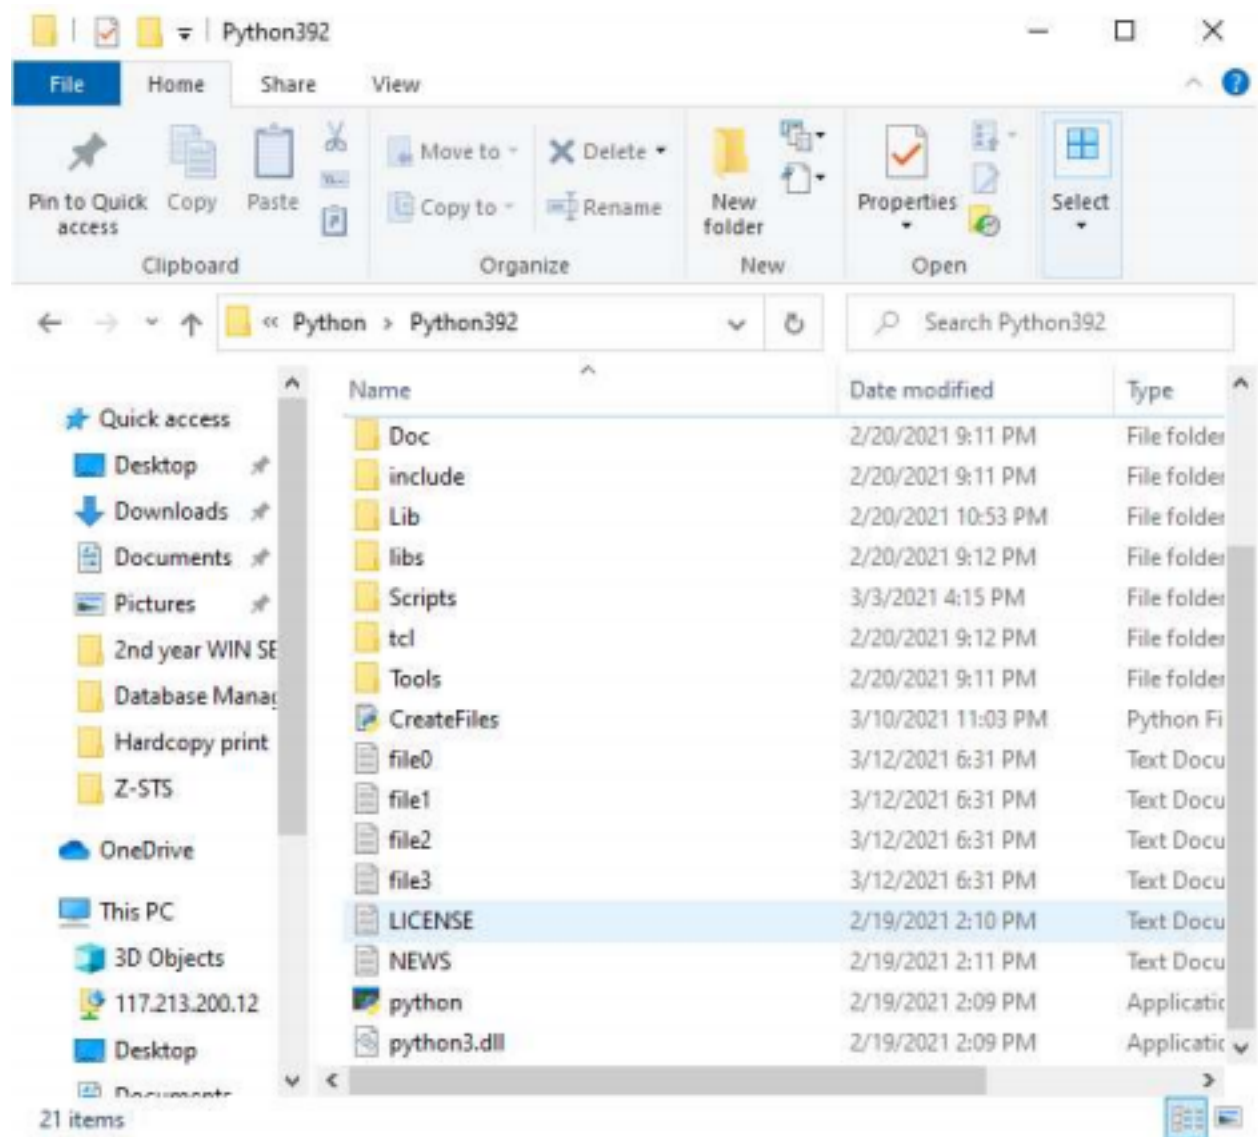 Python392
File Home Share View
Pin to Quick access Copy Paste Move to Copy to Delete Rename New folder Properties Select
Clipboard Organize New Open
« Python > Python392 Search Python392
Name Date modified Type
Quick access
Desktop
Downloads
Documents
Pictures
2nd year WIN SE
Database Manag
Hardcopy print
Z-STS
OneDrive
This PC
3D Objects
117.213.200.12
Desktop
Documents
Doc 2/20/2021 9:11 PM File folder
include 2/20/2021 9:11 PM File folder
Lib 2/20/2021 10:53 PM File folder
libs 2/20/2021 9:12 PM File folder
Scripts 3/3/2021 4:15 PM File folder
tcl 2/20/2021 9:12 PM File folder
Tools 2/20/2021 9:11 PM File folder
CreateFiles 3/10/2021 11:03 PM Python Fi
file0 3/12/2021 6:31 PM Text Docu
file1 3/12/2021 6:31 PM Text Docu
file2 3/12/2021 6:31 PM Text Docu
file3 3/12/2021 6:31 PM Text Docu
LICENSE 2/19/2021 2:10 PM Text Docu
NEWS 2/19/2021 2:11 PM Text Docu
python 2/19/2021 2:09 PM Applicatic
python3.dll 2/19/2021 2:09 PM Applicatic
21 items